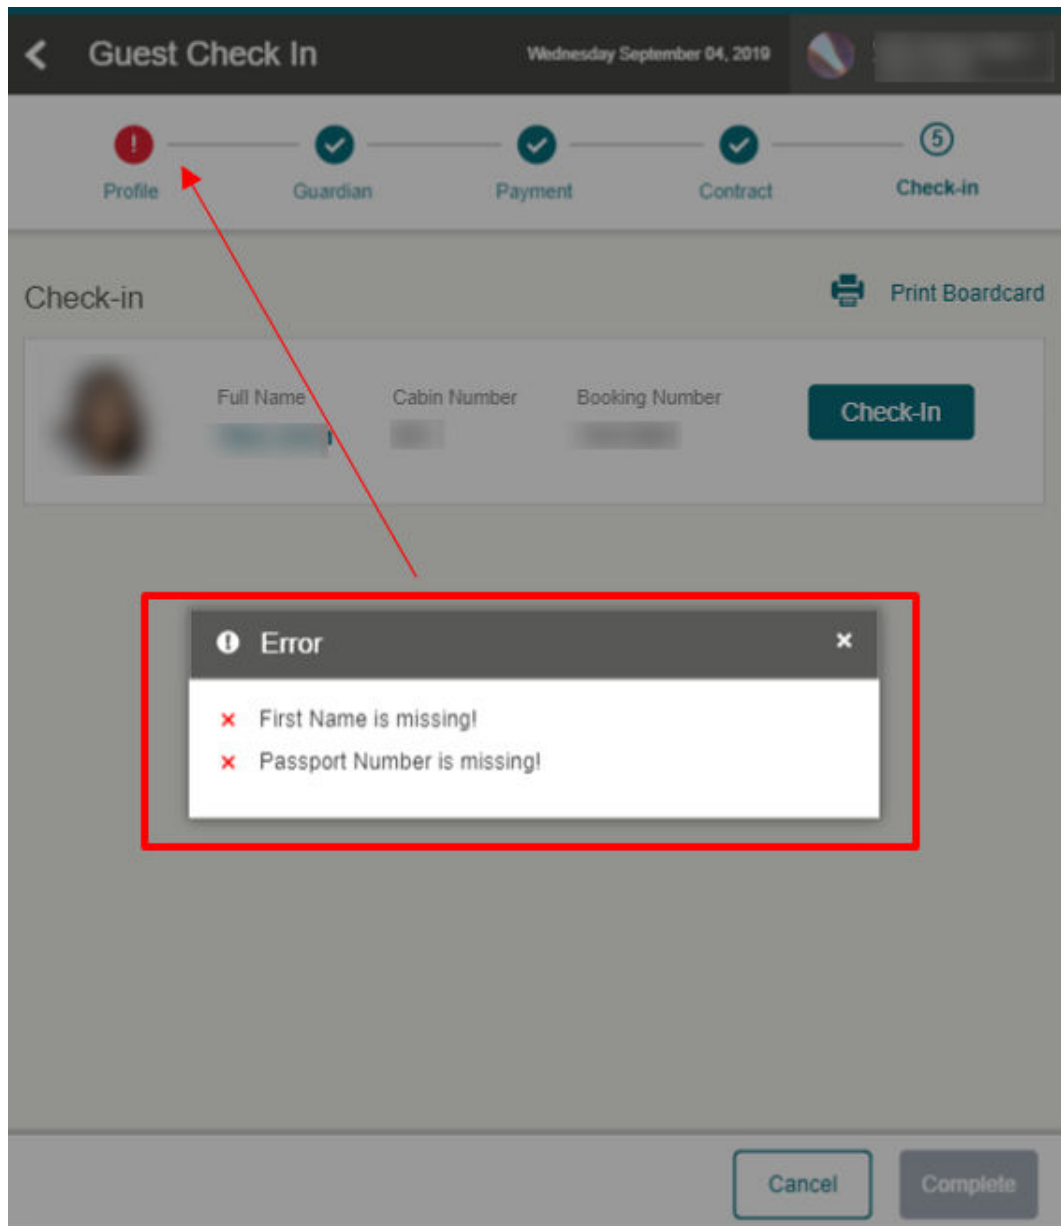 Guest Check In
Wednesday September 04, 2019
!
Profile
Guardian
Payment
Contract
5
Check-in
Check-in
Print Boardcard
Full Name
Cabin Number
Booking Number
Check-In
! Error ×
× First Name is missing!
× Passport Number is missing!
Cancel
Complete